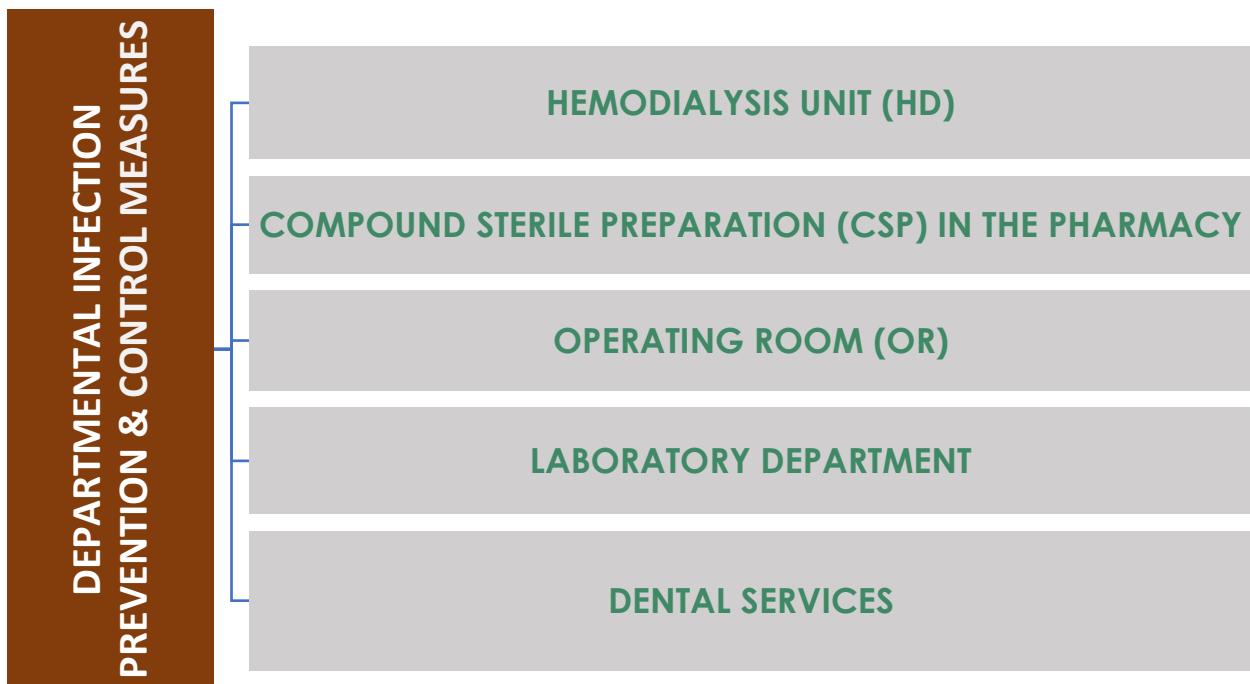 DEPARTMENTAL INFECTION
PREVENTION & CONTROL MEASURES
HEMODIALYSIS UNIT (HD)
COMPOUND STERILE PREPARATION (CSP) IN THE PHARMACY
OPERATING ROOM (OR)
LABORATORY DEPARTMENT
DENTAL SERVICES